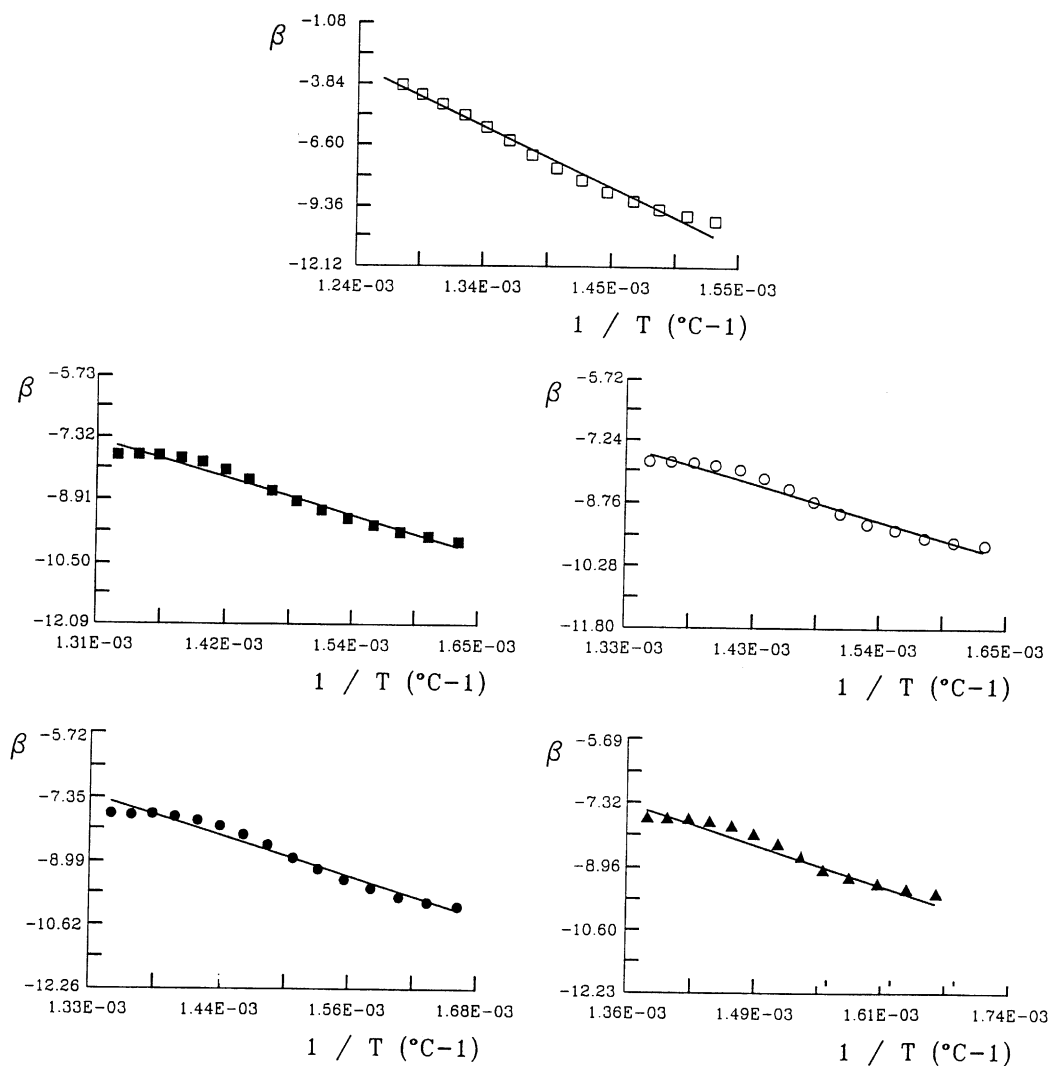 β
-1.08
-3.84
-6.60
-9.36
-12.12
1.24E-03 1.34E-03 1.45E-03 1.55E-03
1 / T (°C-1)
β
-5.73
-7.32
-8.91
-10.50
-12.09
1.31E-03 1.42E-03 1.54E-03 1.65E-03
1 / T (°C-1)
β
-5.72
-7.24
-8.76
-10.28
-11.80
1.33E-03 1.43E-03 1.54E-03 1.65E-03
1 / T (°C-1)
β
-5.72
-7.35
-8.99
-10.62
-12.26
1.33E-03 1.44E-03 1.56E-03 1.68E-03
1 / T (°C-1)
β
-5.69
-7.32
-8.96
-10.60
-12.23
1.36E-03 1.49E-03 1.61E-03 1.74E-03
1 / T (°C-1)